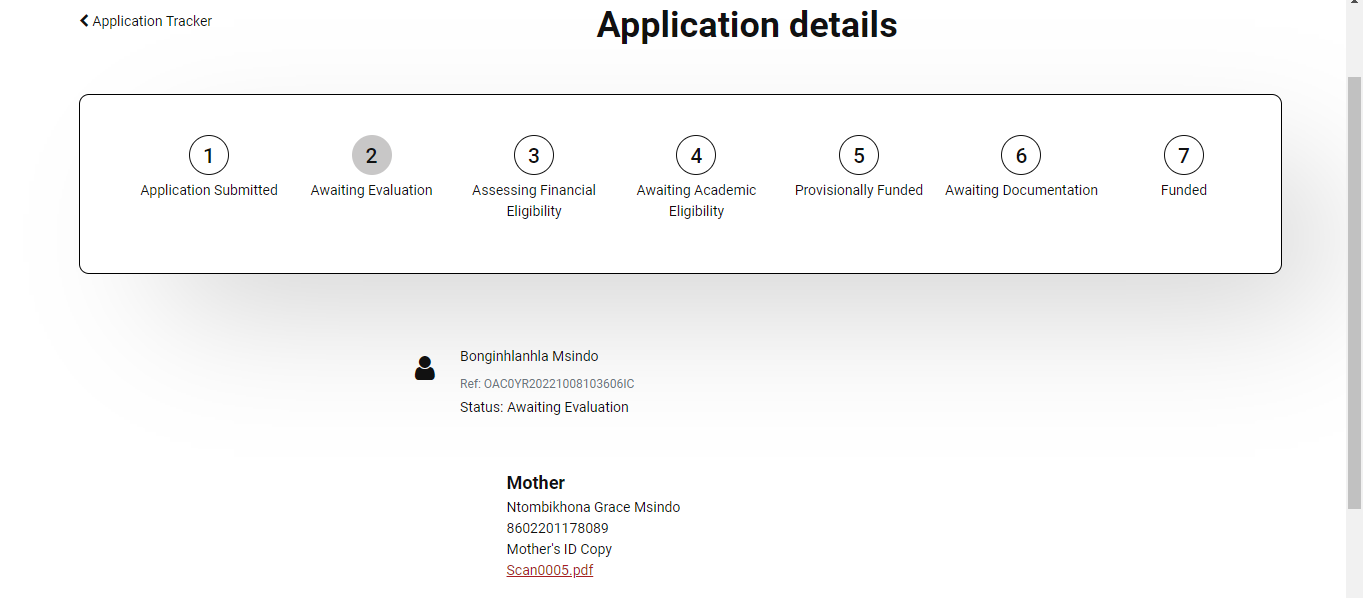 Application Tracker
Application details
1
2
3
4
5
6
7
Application Submitted
Awaiting Evaluation
Assessing Financial
Eligibility
Awaiting Academic
Eligibility
Provisionally Funded
Awaiting Documentation
Funded
Bonginhlanhla Msindo
Ref: OAC0YR20221008103606IC
Status: Awaiting Evaluation
Mother
Ntombikhona Grace Msindo
8602201178089
Mother's ID Copy
Scan0005.pdf